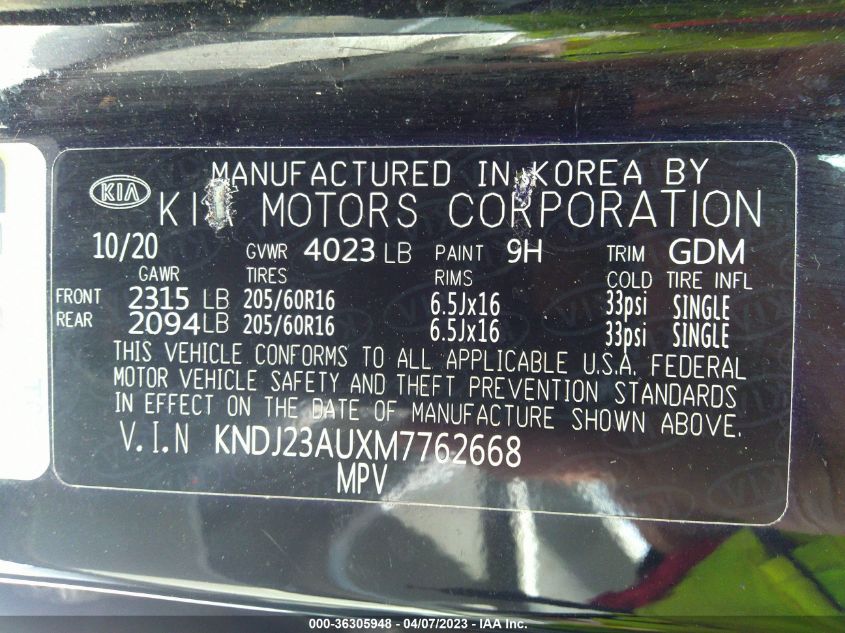 MANUFACTURED IN KOREA BY
KIA KIA MOTORS CORPORATION
10/20 GVWR 4023 LB PAINT 9H TRIM GDM
GAWR TIRES RIMS COLD TIRE INFL
FRONT 2315 LB 205/60R16 6.5Jx16 33psi SINGLE
REAR 2094 LB 205/60R16 6.5Jx16 33psi SINGLE
THIS VEHICLE CONFORMS TO ALL APPLICABLE U.S.A. FEDERAL
MOTOR VEHICLE SAFETY AND THEFT PREVENTION STANDARDS
IN EFFECT ON THE DATE OF MANUFACTURE SHOWN ABOVE.
V.I.N KNDJ23AUXM7762668
MPV
000-36305948 - 04/07/2023 - IAA Inc.